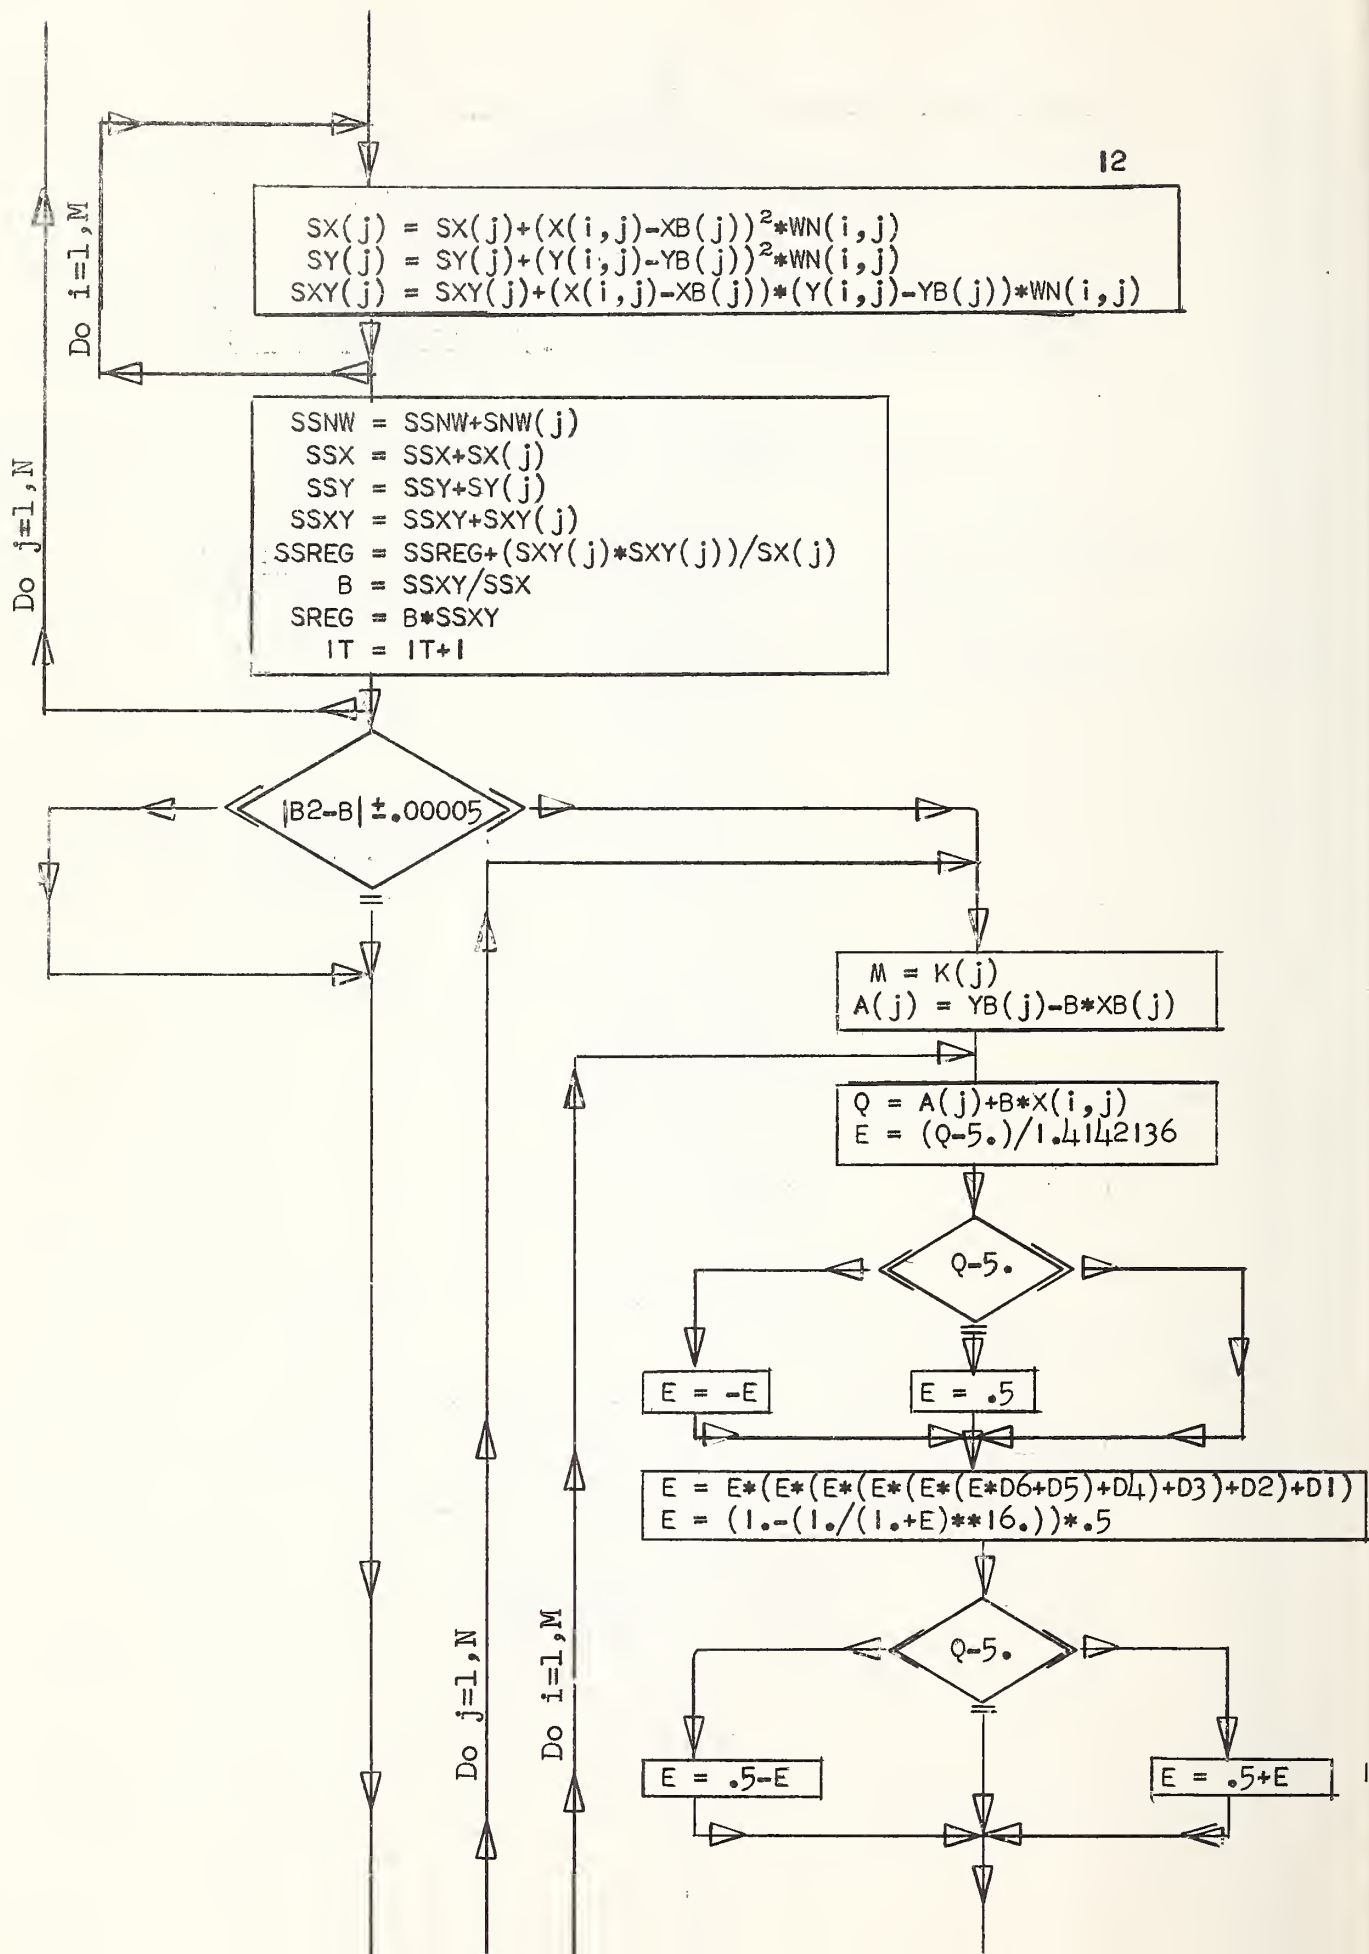 12
Do i=1,M
SX(j) = SX(j)+(X(i,j)-XB(j))²*WN(i,j)
SY(j) = SY(j)+(Y(i,j)-YB(j))²*WN(i,j)
SXY(j) = SXY(j)+(X(i,j)-XB(j))*(Y(i,j)-YB(j))*WN(i,j)
Do j=1,N
SSNW = SSNW+SNW(j)
SSX = SSX+SX(j)
SSY = SSY+SY(j)
SSXY = SSXY+SXY(j)
SSREG = SSREG+(SXY(j)*SXY(j))/SX(j)
B = SSXY/SSX
SREG = B*SSXY
IT = IT+1
< |B2-B| ±.00005 >
=
M = K(j)
A(j) = YB(j)-B*XB(j)
Q = A(j)+B*X(i,j)
E = (Q-5.)/1.4142136
< Q-5. >
=
E = -E
E = .5
E = E*(E*(E*(E*(E*(E*D6+D5)+D4)+D3)+D2)+D1)
E = (1.-(1./(1.+E)**16.))*.5
Do j=1,N
Do i=1,M
< Q-5. >
=
E = .5-E
E = .5+E